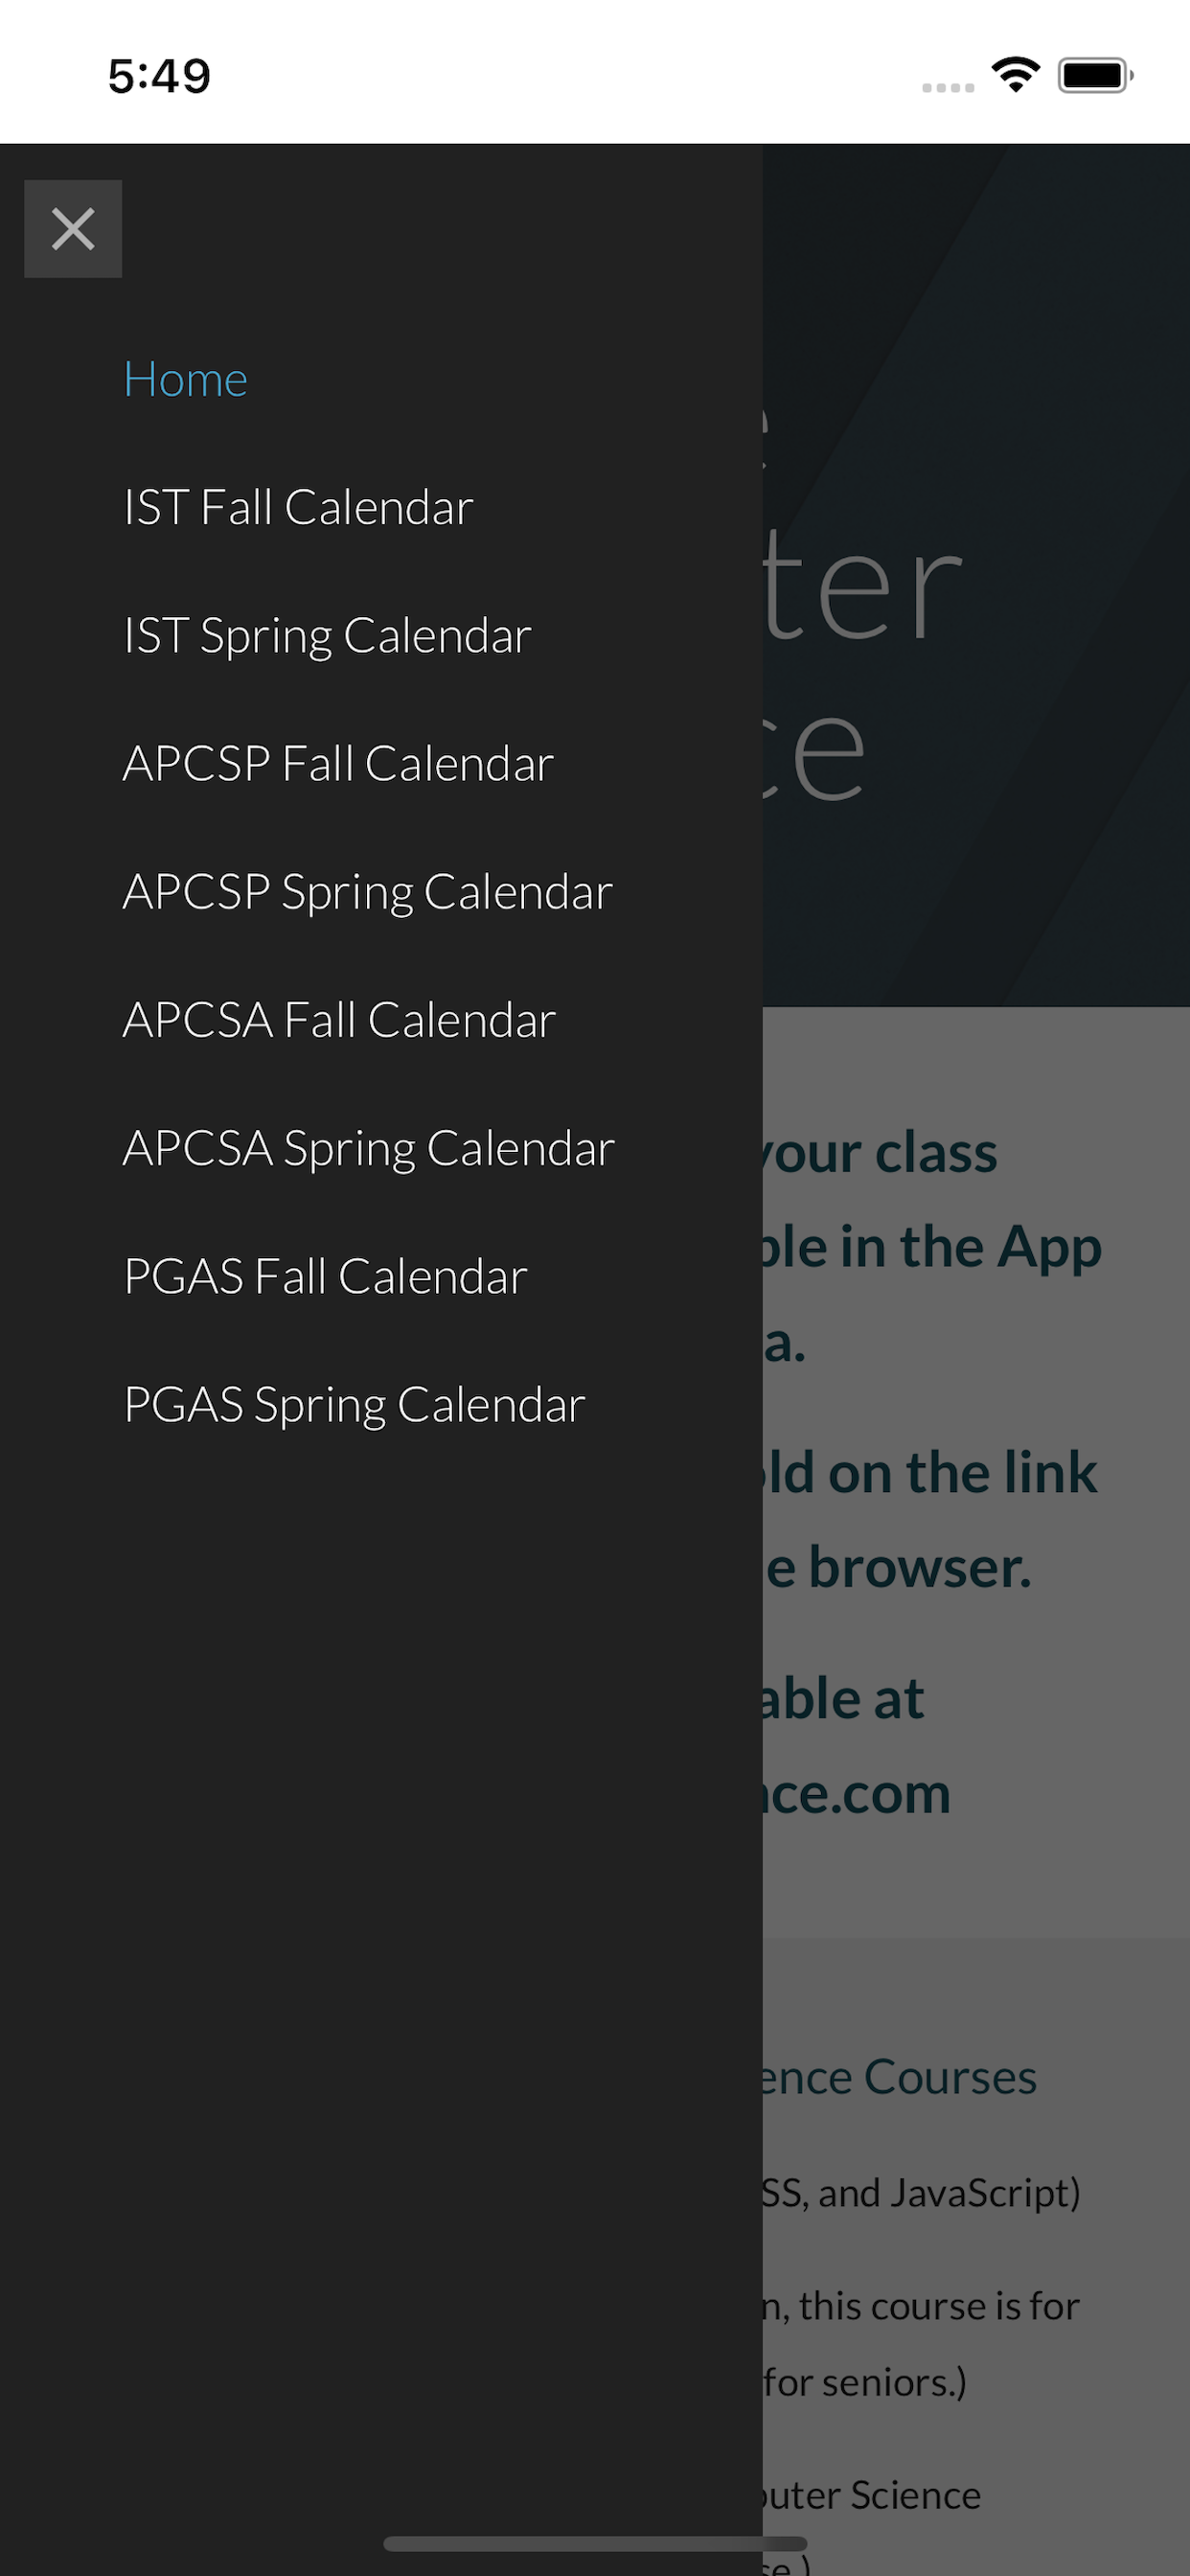 5:49
Home
IST Fall Calendar
IST Spring Calendar
APCSP Fall Calendar
APCSP Spring Calendar
APCSA Fall Calendar
APCSA Spring Calendar
PGAS Fall Calendar
PGAS Spring Calendar
ter
ce
your class
ble in the App
a.
ld on the link
e browser.
able at
nce.com
ence Courses
SS, and JavaScript)
n, this course is for
for seniors.)
puter Science
se.)